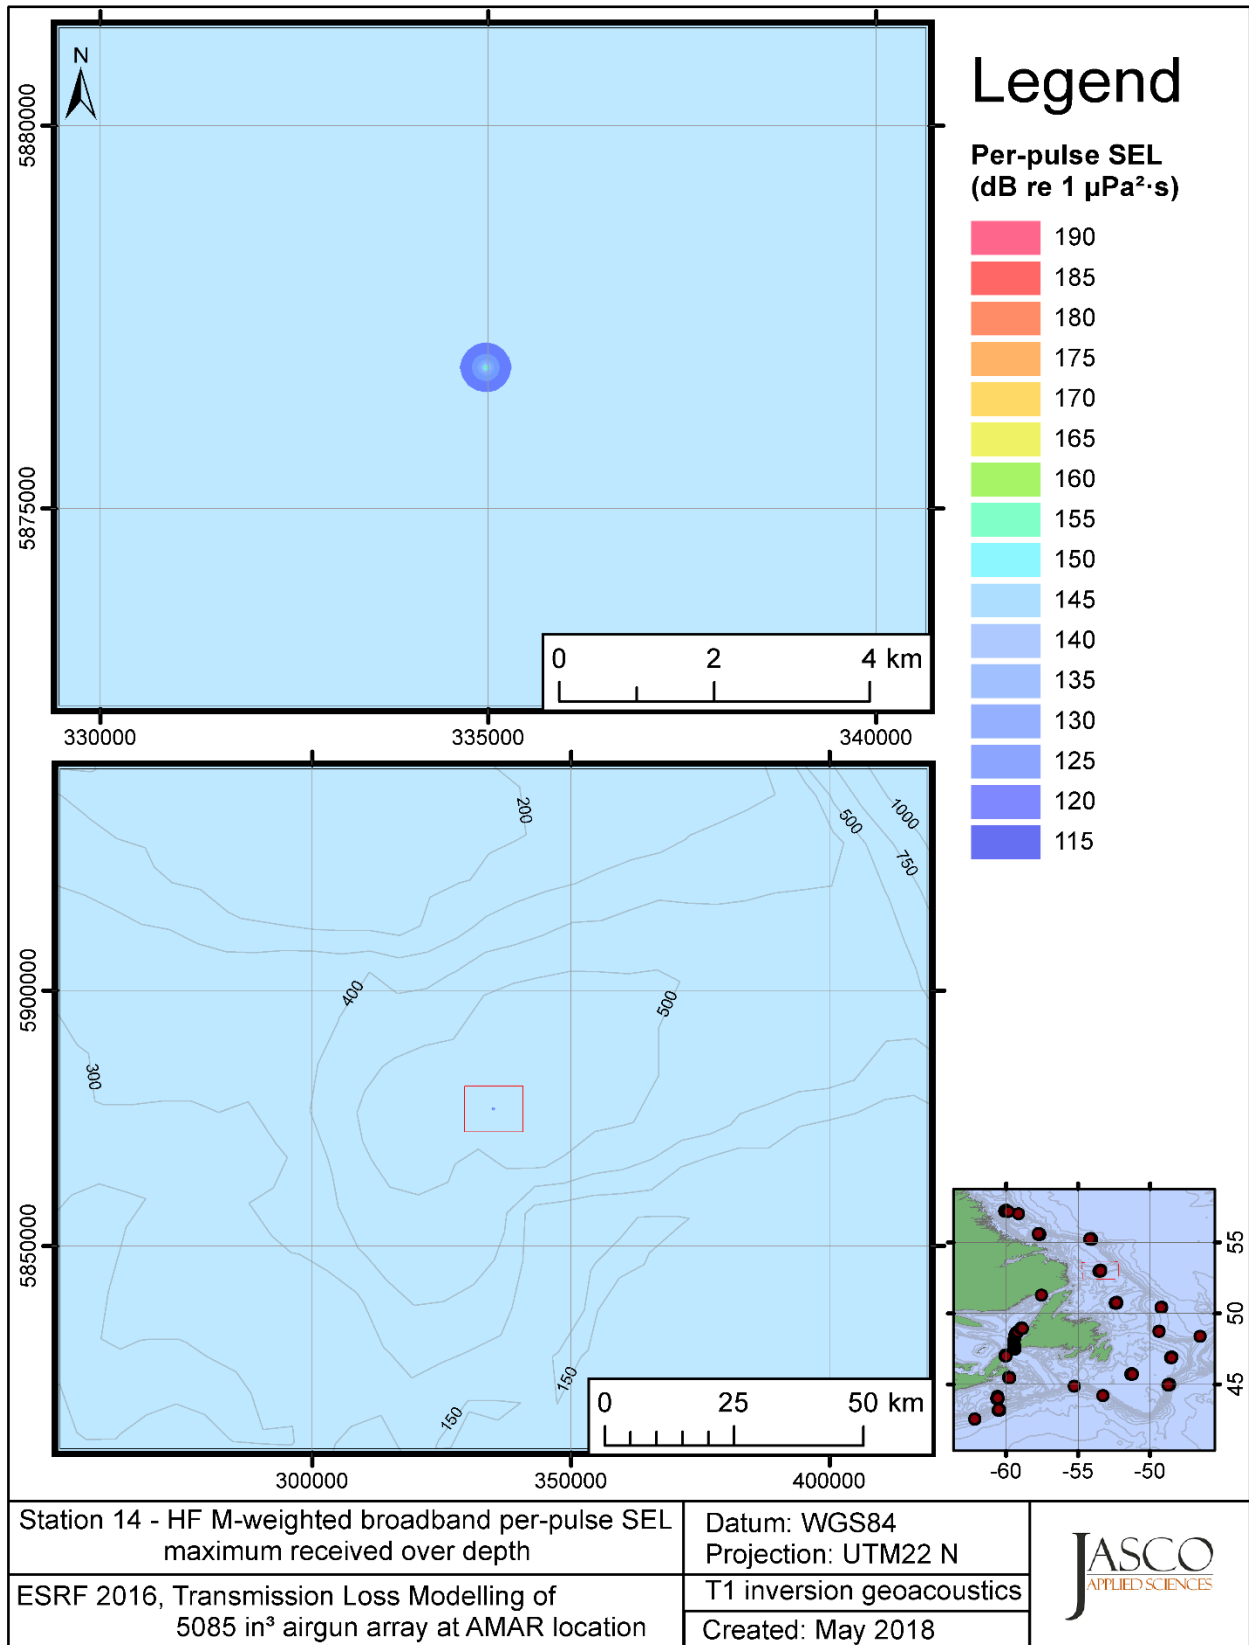 N
5880000
5875000
0 2 4 km
330000 335000 340000
Legend
Per-pulse SEL
(dB re 1 µPa²·s)
190
185
180
175
170
165
160
155
150
145
140
135
130
125
120
115
200
500
1000
750
400
500
300
150
150
5900000
5850000
0 25 50 km
300000 350000 400000
55
50
45
-60 -55 -50
Station 14 - HF M-weighted broadband per-pulse SEL
maximum received over depth
ESRF 2016, Transmission Loss Modelling of
5085 in³ airgun array at AMAR location
Datum: WGS84
Projection: UTM22 N
T1 inversion geoacoustics
Created: May 2018
JASCO
APPLIED SCIENCES